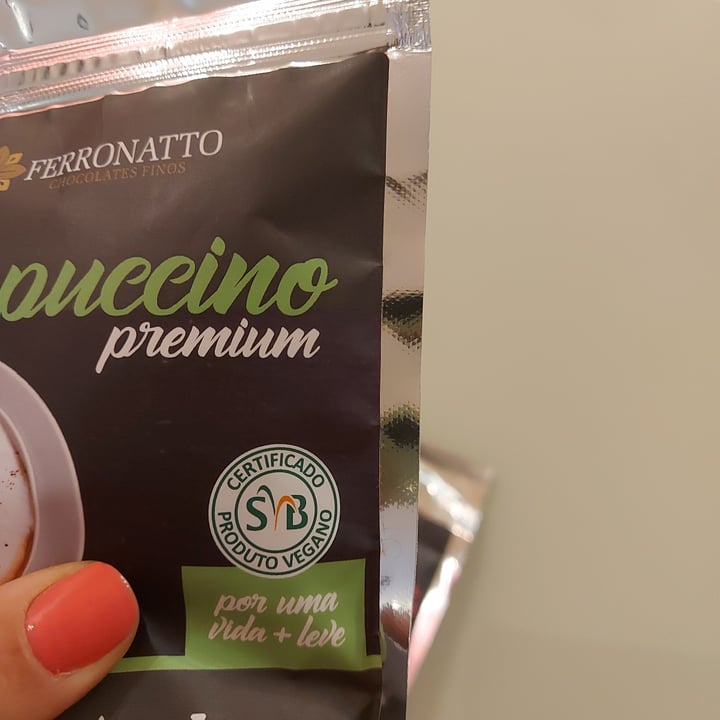 FERRONATTO
CHOCOLATES FINOS
puccino
premium
CERTIFICADO
SVB
PRODUTO VEGANO
por uma
vida + leve